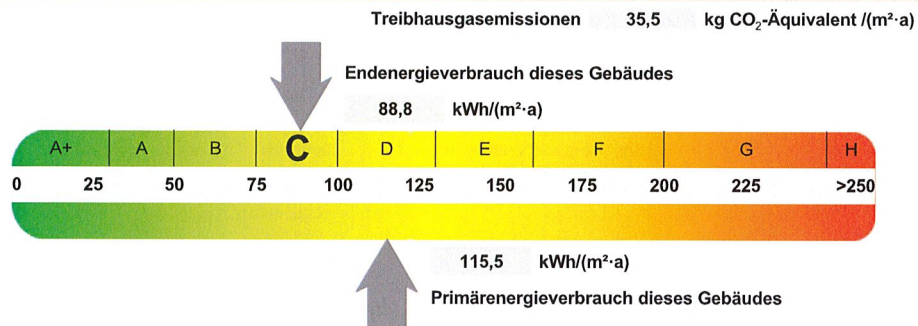 Treibhausgasemissionen 35,5 kg CO₂-Äquivalent /(m²·a)
Endenergieverbrauch dieses Gebäudes
88,8 kWh/(m²·a)
A+ A B C D E F G H
0 25 50 75 100 125 150 175 200 225 >250
115,5 kWh/(m²·a)
Primärenergieverbrauch dieses Gebäudes